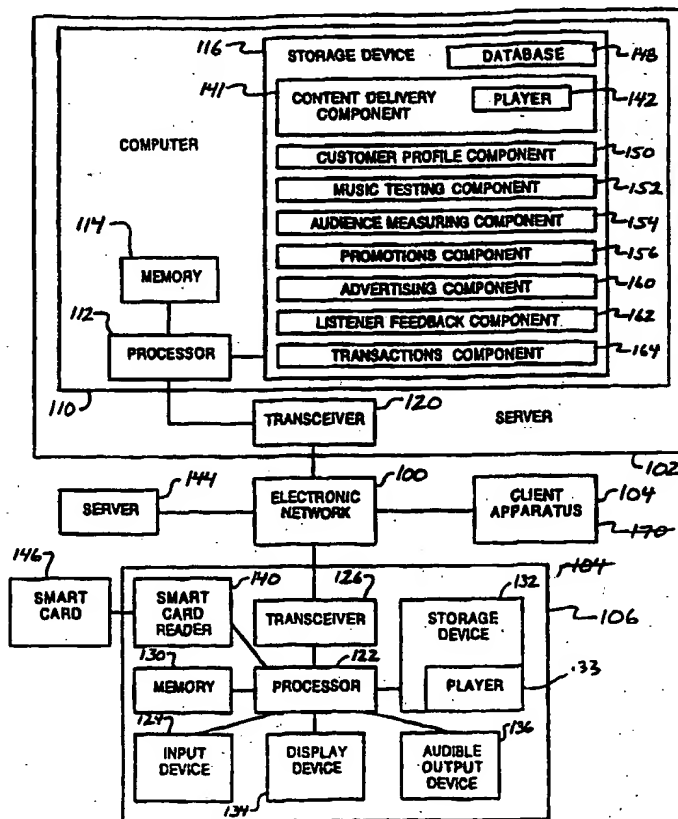 116
STORAGE DEVICE
DATABASE
148
141
CONTENT DELIVERY
COMPONENT
PLAYER
142
COMPUTER
CUSTOMER PROFILE COMPONENT
150
MUSIC TESTING COMPONENT
152
114
AUDIENCE MEASURING COMPONENT
154
MEMORY
PROMOTIONS COMPONENT
156
112
ADVERTISING COMPONENT
160
PROCESSOR
LISTENER FEEDBACK COMPONENT
162
TRANSACTIONS COMPONENT
164
110
TRANSCEIVER
120
SERVER
102
144
SERVER
100
ELECTRONIC
NETWORK
CLIENT
APPARATUS
104
170
146
SMART
CARD
140
SMART
CARD
READER
126
TRANSCEIVER
132
STORAGE
DEVICE
104
106
130
MEMORY
122
PROCESSOR
PLAYER
133
124
INPUT
DEVICE
DISPLAY
DEVICE
134
AUDIBLE
OUTPUT
DEVICE
136